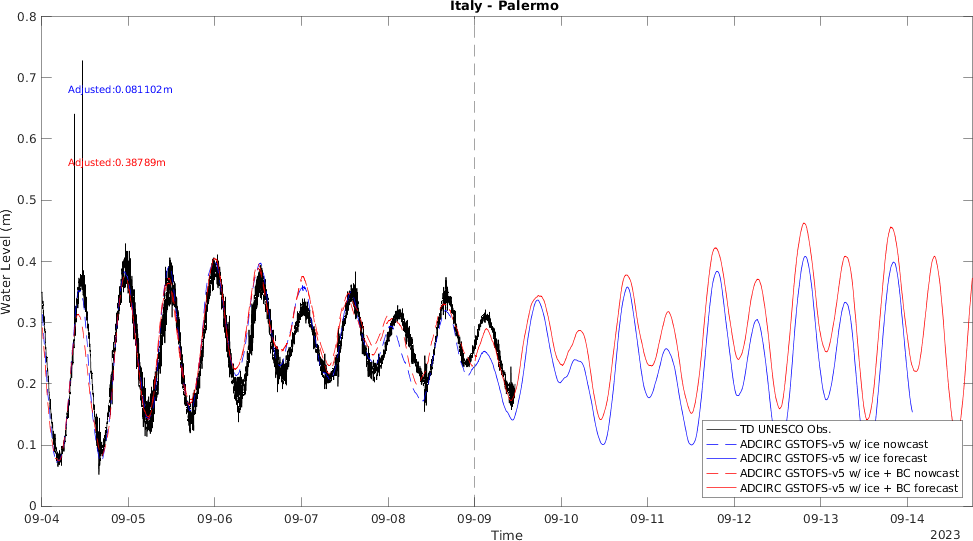 Italy - Palermo
0.8
0.7
0.6
0.5
0.4
0.3
0.2
0.1
0
Water Level (m)
Adjusted:0.081102m
Adjusted:0.38789m
TD UNESCO Obs.
ADCIRC GSTOFS-v5 w/ ice nowcast
ADCIRC GSTOFS-v5 w/ ice forecast
ADCIRC GSTOFS-v5 w/ ice + BC nowcast
ADCIRC GSTOFS-v5 w/ ice + BC forecast
09-04 09-05 09-06 09-07 09-08 09-09 09-10 09-11 09-12 09-13 09-14
Time
2023